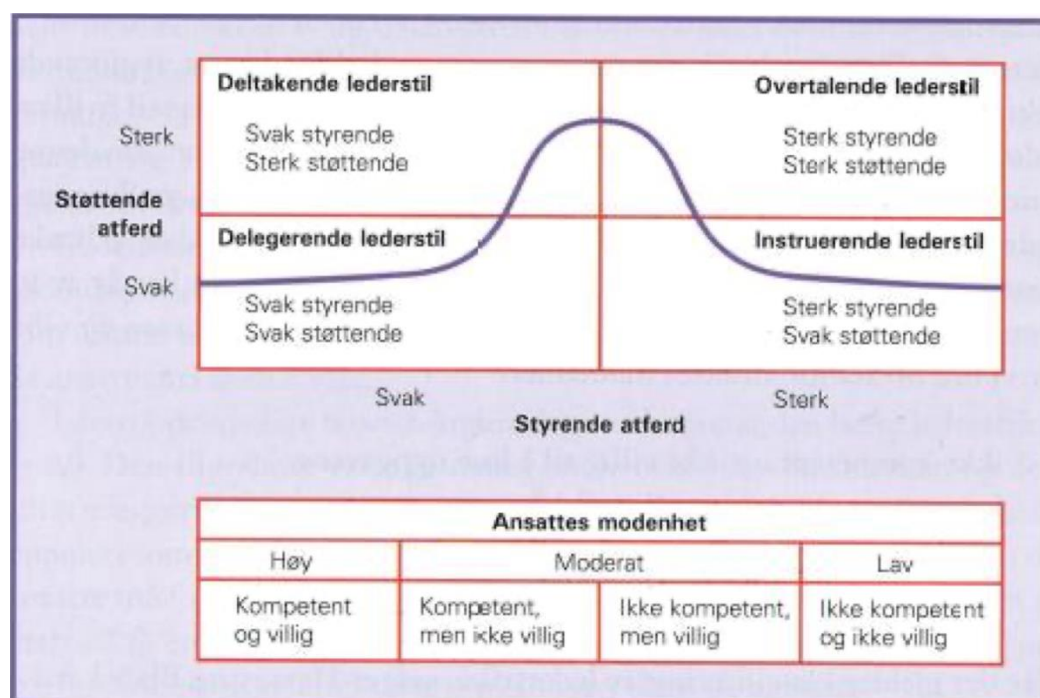 Deltakende lederstil
Overtalende lederstil
Sterk
Svak styrende
Sterk støttende
Sterk styrende
Sterk støttende
Støttende
atferd
Delegerende lederstil
Instruerende lederstil
Svak
Svak styrende
Svak støttende
Sterk styrende
Svak støttende
Svak
Sterk
Styrende atferd
Ansattes modenhet
Høy
Moderat
Lav
Kompetent
og villig
Kompetent,
men ikke villig
Ikke kompetent,
men villig
Ikke kompetent
og ikke villig